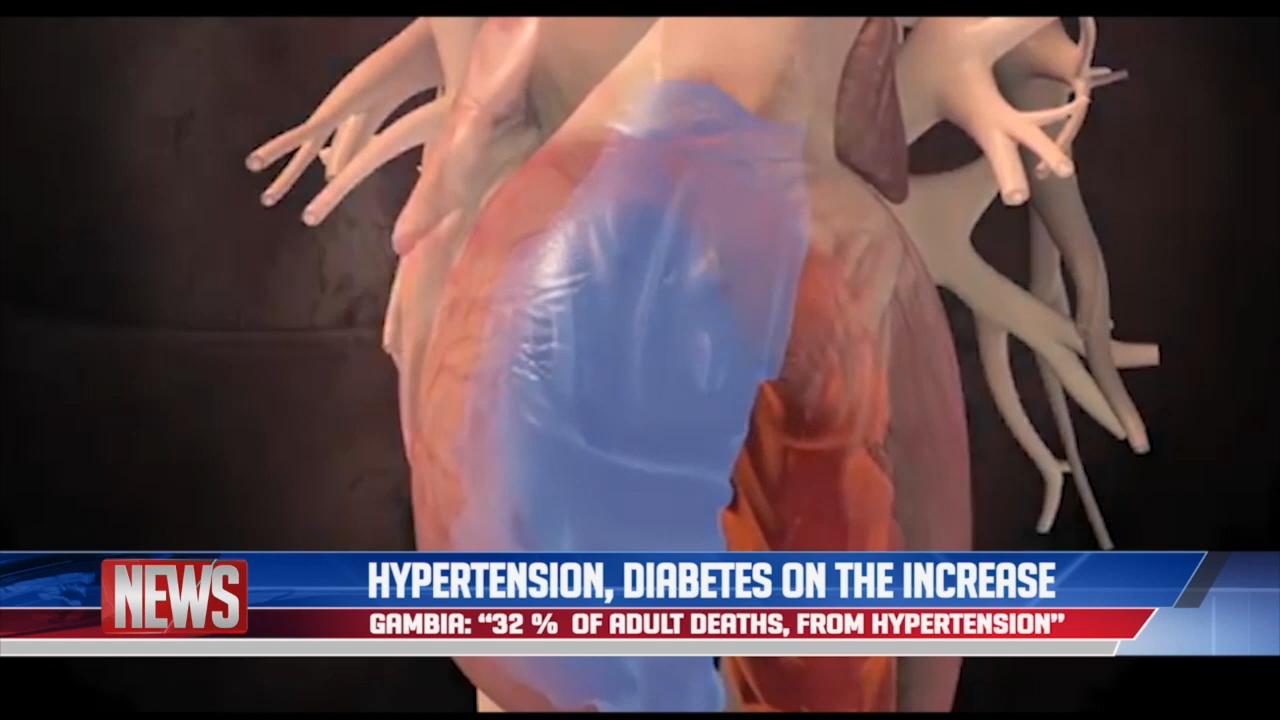 NEWS
HYPERTENSION, DIABETES ON THE INCREASE
GAMBIA: “32 % OF ADULT DEATHS, FROM HYPERTENSION”